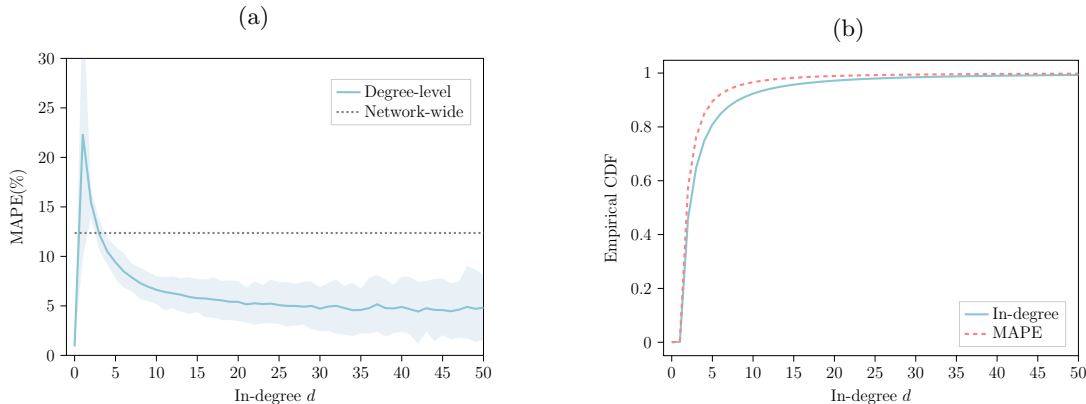 (a)
MAPE(%)
30
25
20
15
10
5
0
Degree-level
Network-wide
0 5 10 15 20 25 30 35 40 45 50
In-degree d
(b)
Empirical CDF
1
0.8
0.6
0.4
0.2
0
In-degree
MAPE
0 5 10 15 20 25 30 35 40 45 50
In-degree d